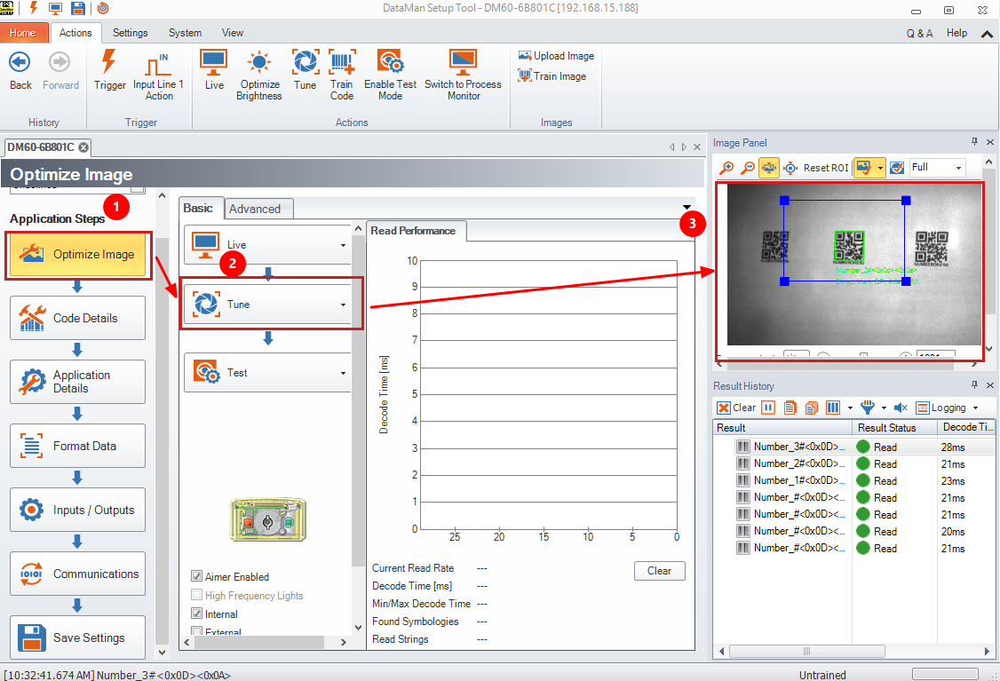 DataMan Setup Tool - DM60-6B801C [192.168.15.188]
Home Actions Settings System View Q & A Help
Back Forward Trigger Input Line 1 Action Live Optimize Brightness Tune Train Code Enable Test Mode Switch to Process Monitor
Upload Image
Train Image
History Trigger Actions Images
DM60-6B801C
Optimize Image
Application Steps
1
Optimize Image
Code Details
Application Details
Format Data
Inputs / Outputs
Communications
Save Settings
Basic Advanced
Live
2
Tune
Test
Aimer Enabled
High Frequency Lights
Internal
External
Read Performance
3
Decode Time [ms]
10
9
8
7
6
5
4
3
2
1
0
25 20 15 10 5 0
Current Read Rate ---
Clear
Decode Time [ms] ---
Min/Max Decode Time ---
Found Symbologies ---
Read Strings ---
Image Panel
Reset ROI Full
Number_3#<0x0d><0x0a>
Result History
Clear Logging
Result Result Status Decode Ti...
Number_3#<0x0D>... Read 28ms
Number_2#<0x0D><... Read 21ms
Number_1#<0x0D>... Read 23ms
Number_#<0x0D><... Read 21ms
Number_#<0x0D><... Read 21ms
Number_#<0x0D><... Read 20ms
Number_#<0x0D><... Read 21ms
[10:32:41.674 AM] Number_3#<0x0D><0x0A> Untrained